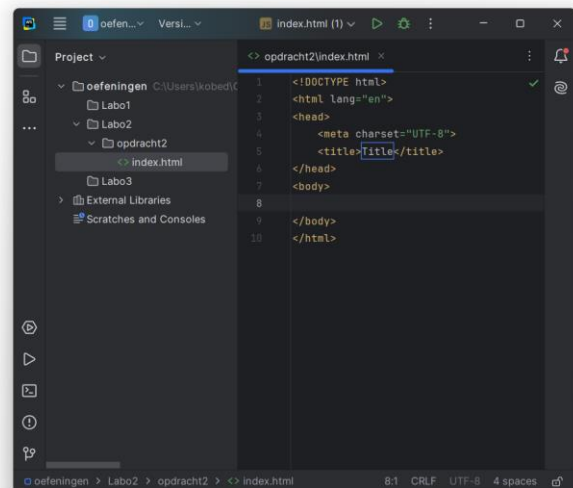 O oefen... Versi... JS index.html (1)
Project
<> opdracht2\index.html ×
oefeningen C:\Users\kobed\
Labo1
Labo2
opdracht2
<> index.html
Labo3
External Libraries
Scratches and Consoles
1 <!DOCTYPE html>
2 <html lang="en">
3 <head>
4 <meta charset="UTF-8">
5 <title>Title</title>
6 </head>
7 <body>
8
9 </body>
10 </html>
oefeningen > Labo2 > opdracht2 > <> index.html 8:1 CRLF UTF-8 4 spaces